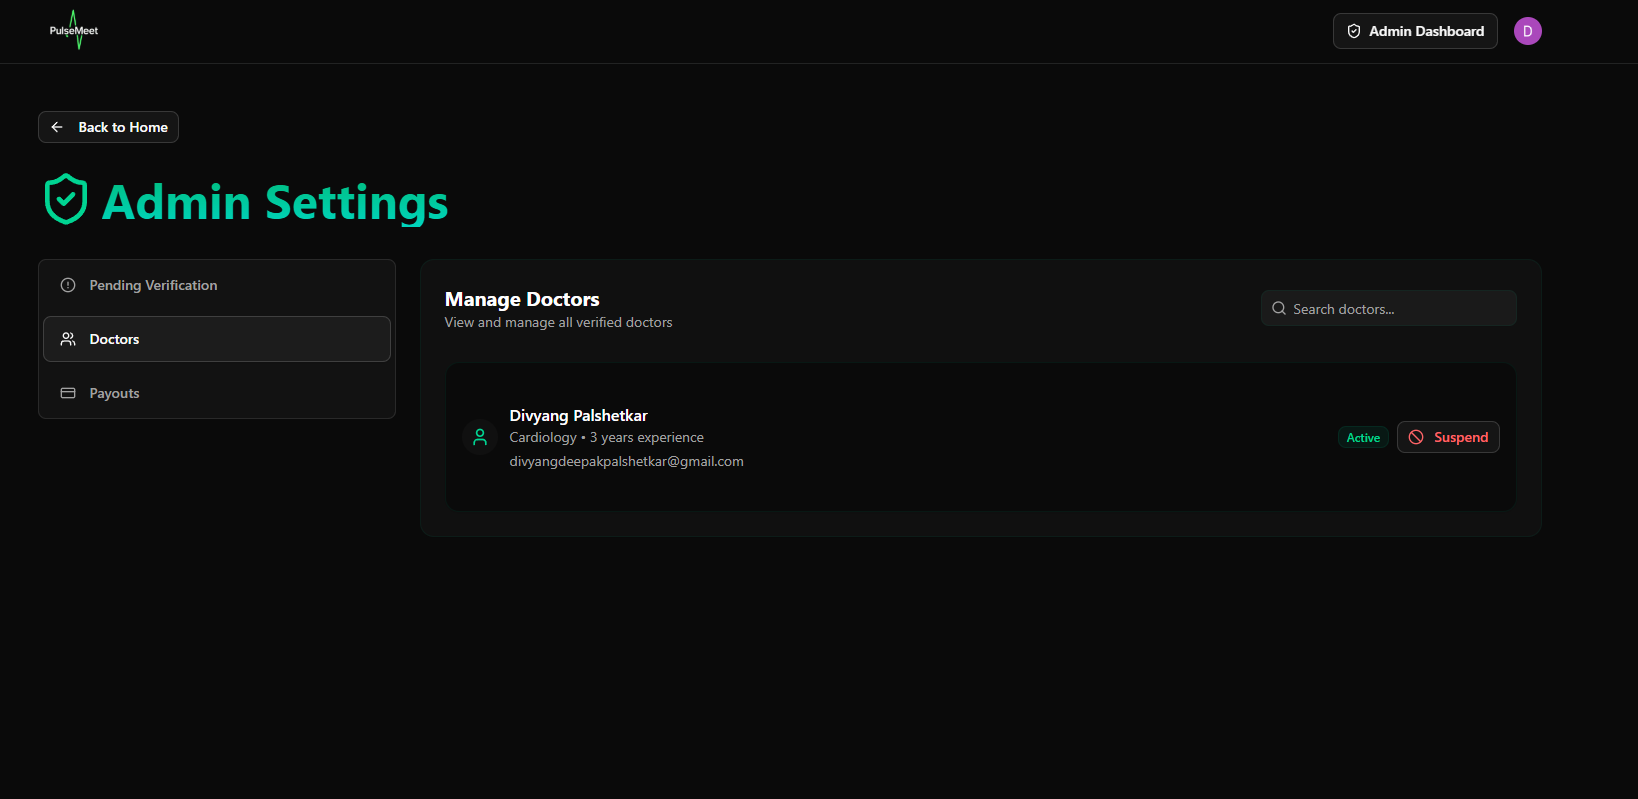 PulseMeet
Admin Dashboard
D
Back to Home
Admin Settings
Pending Verification
Doctors
Payouts
Manage Doctors
View and manage all verified doctors
Search doctors...
Divyang Palshetkar
Cardiology • 3 years experience
divyangdeepakpalshetkar@gmail.com
Active
Suspend